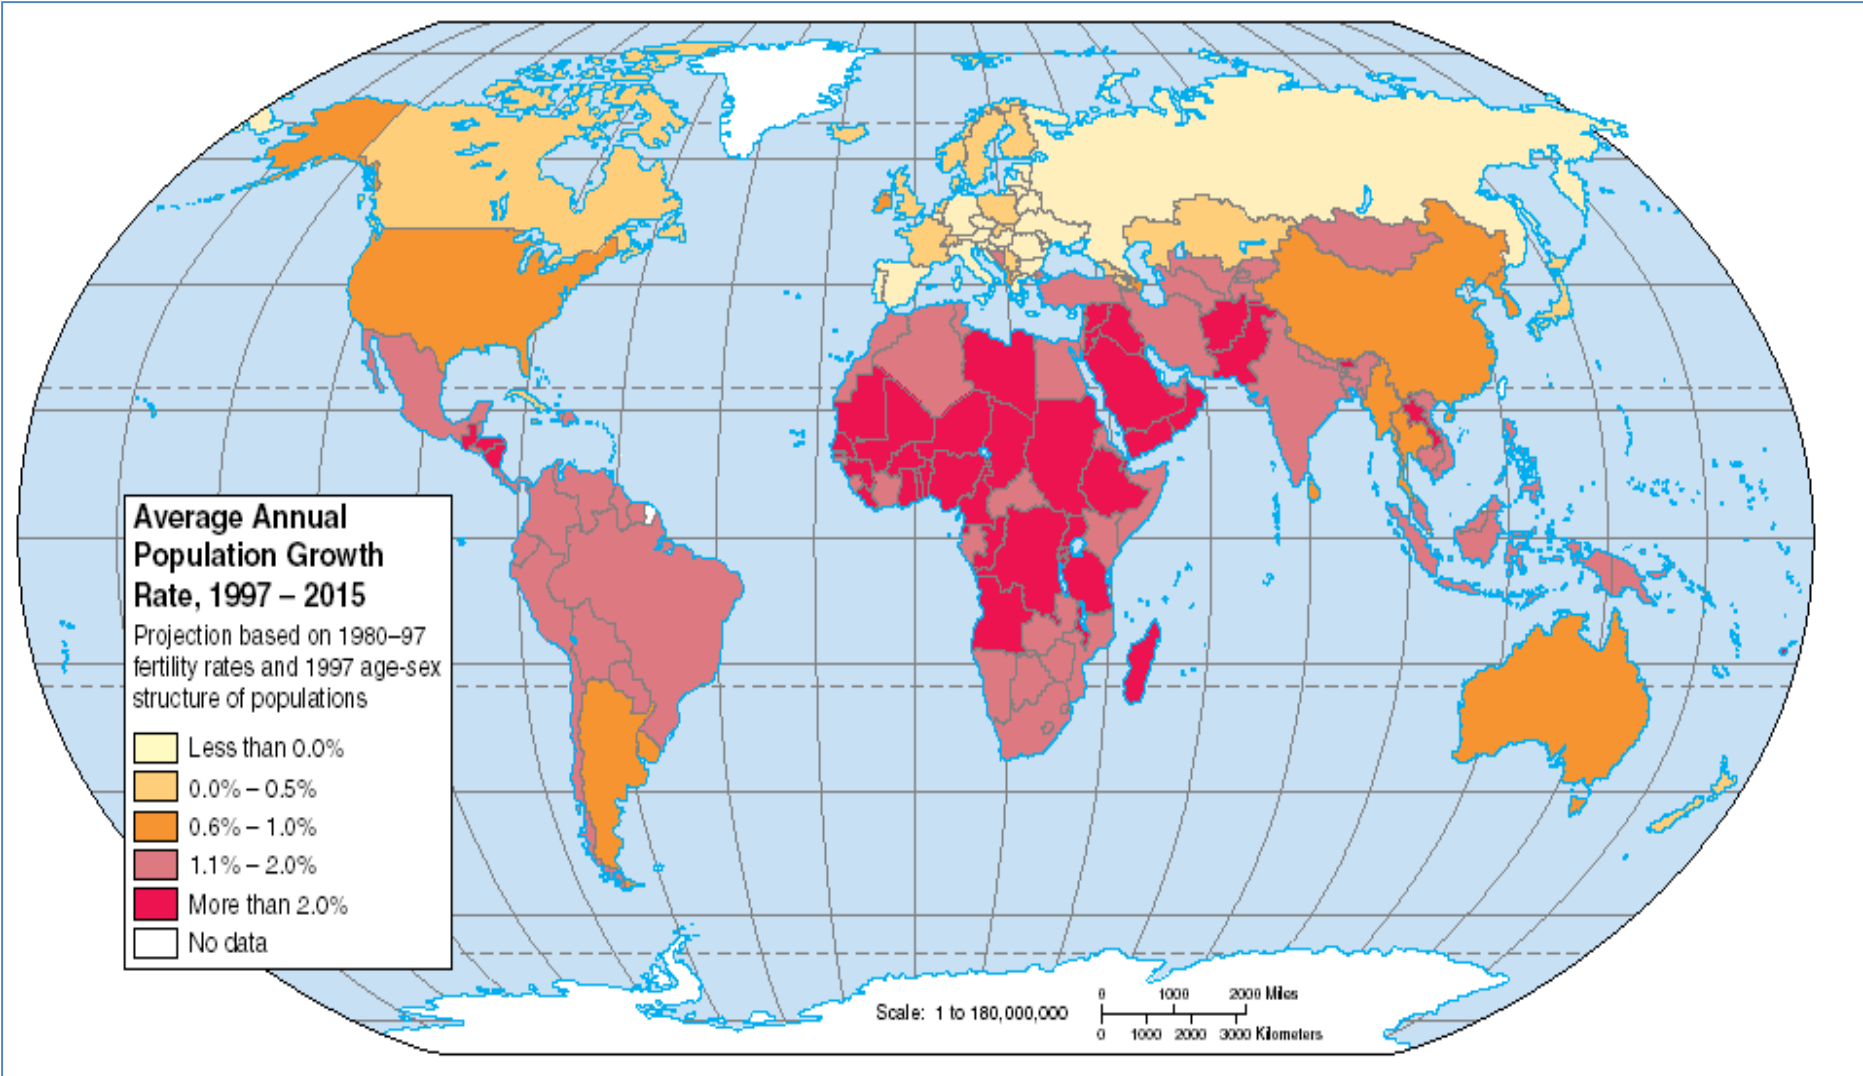 Average Annual
Population Growth
Rate, 1997 – 2015
Projection based on 1980–97
fertility rates and 1997 age-sex
structure of populations
Less than 0.0%
0.0% – 0.5%
0.6% – 1.0%
1.1% – 2.0%
More than 2.0%
No data
Scale: 1 to 180,000,000
0 1000 2000 Miles
0 1000 2000 3000 Kilometers